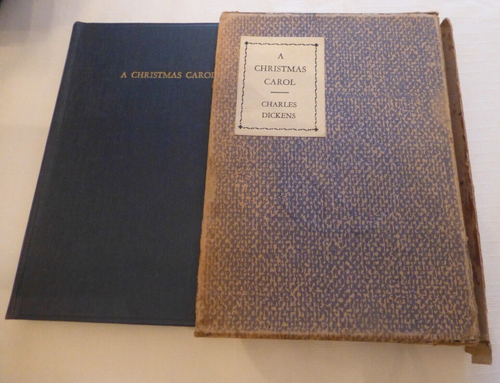 A CHRISTMAS CAROL
A
CHRISTMAS
CAROL
CHARLES
DICKENS